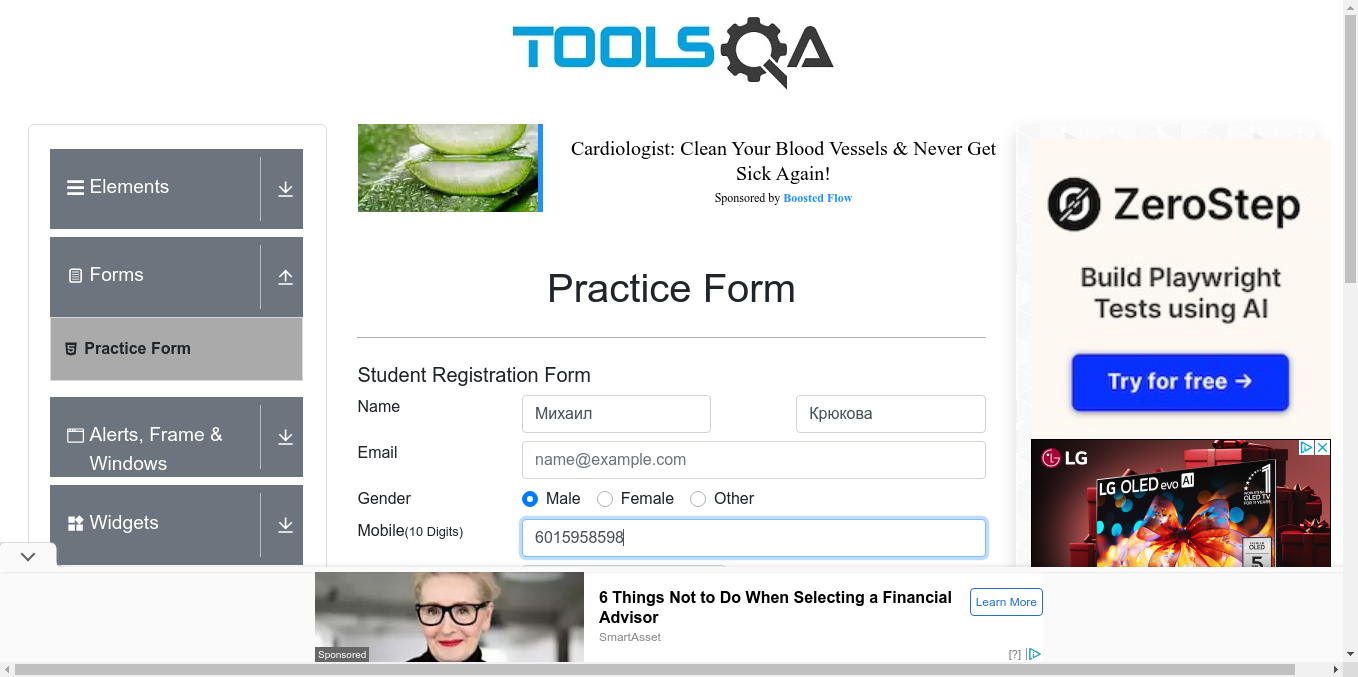 TOOLSQA
Elements
Forms
Practice Form
Alerts, Frame &
Windows
Widgets
Cardiologist: Clean Your Blood Vessels & Never Get
Sick Again!
Sponsored by Boosted Flow
Practice Form
Student Registration Form
Name
Михаил
Крюкова
Email
name@example.com
Gender
Male
Female
Other
Mobile(10 Digits)
6015958598
ZeroStep
Build Playwright
Tests using AI
Try for free →
LG
LG OLED evo AI
OLED
5
6 Things Not to Do When Selecting a Financial
Advisor
SmartAsset
Learn More
Sponsored
[?]